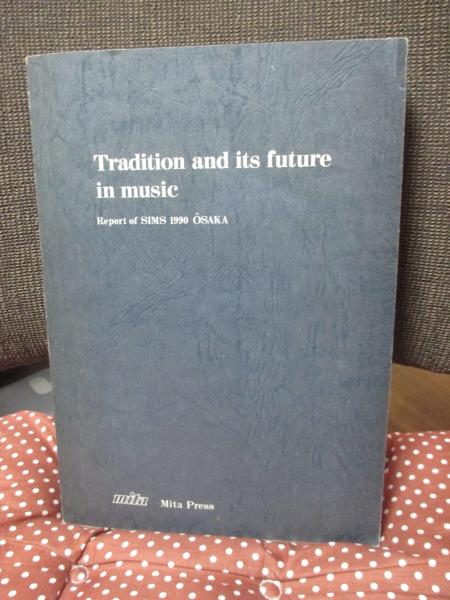 Tradition and its future
in music
Report of SIMS 1990 ŌSAKA
mita Mita Press